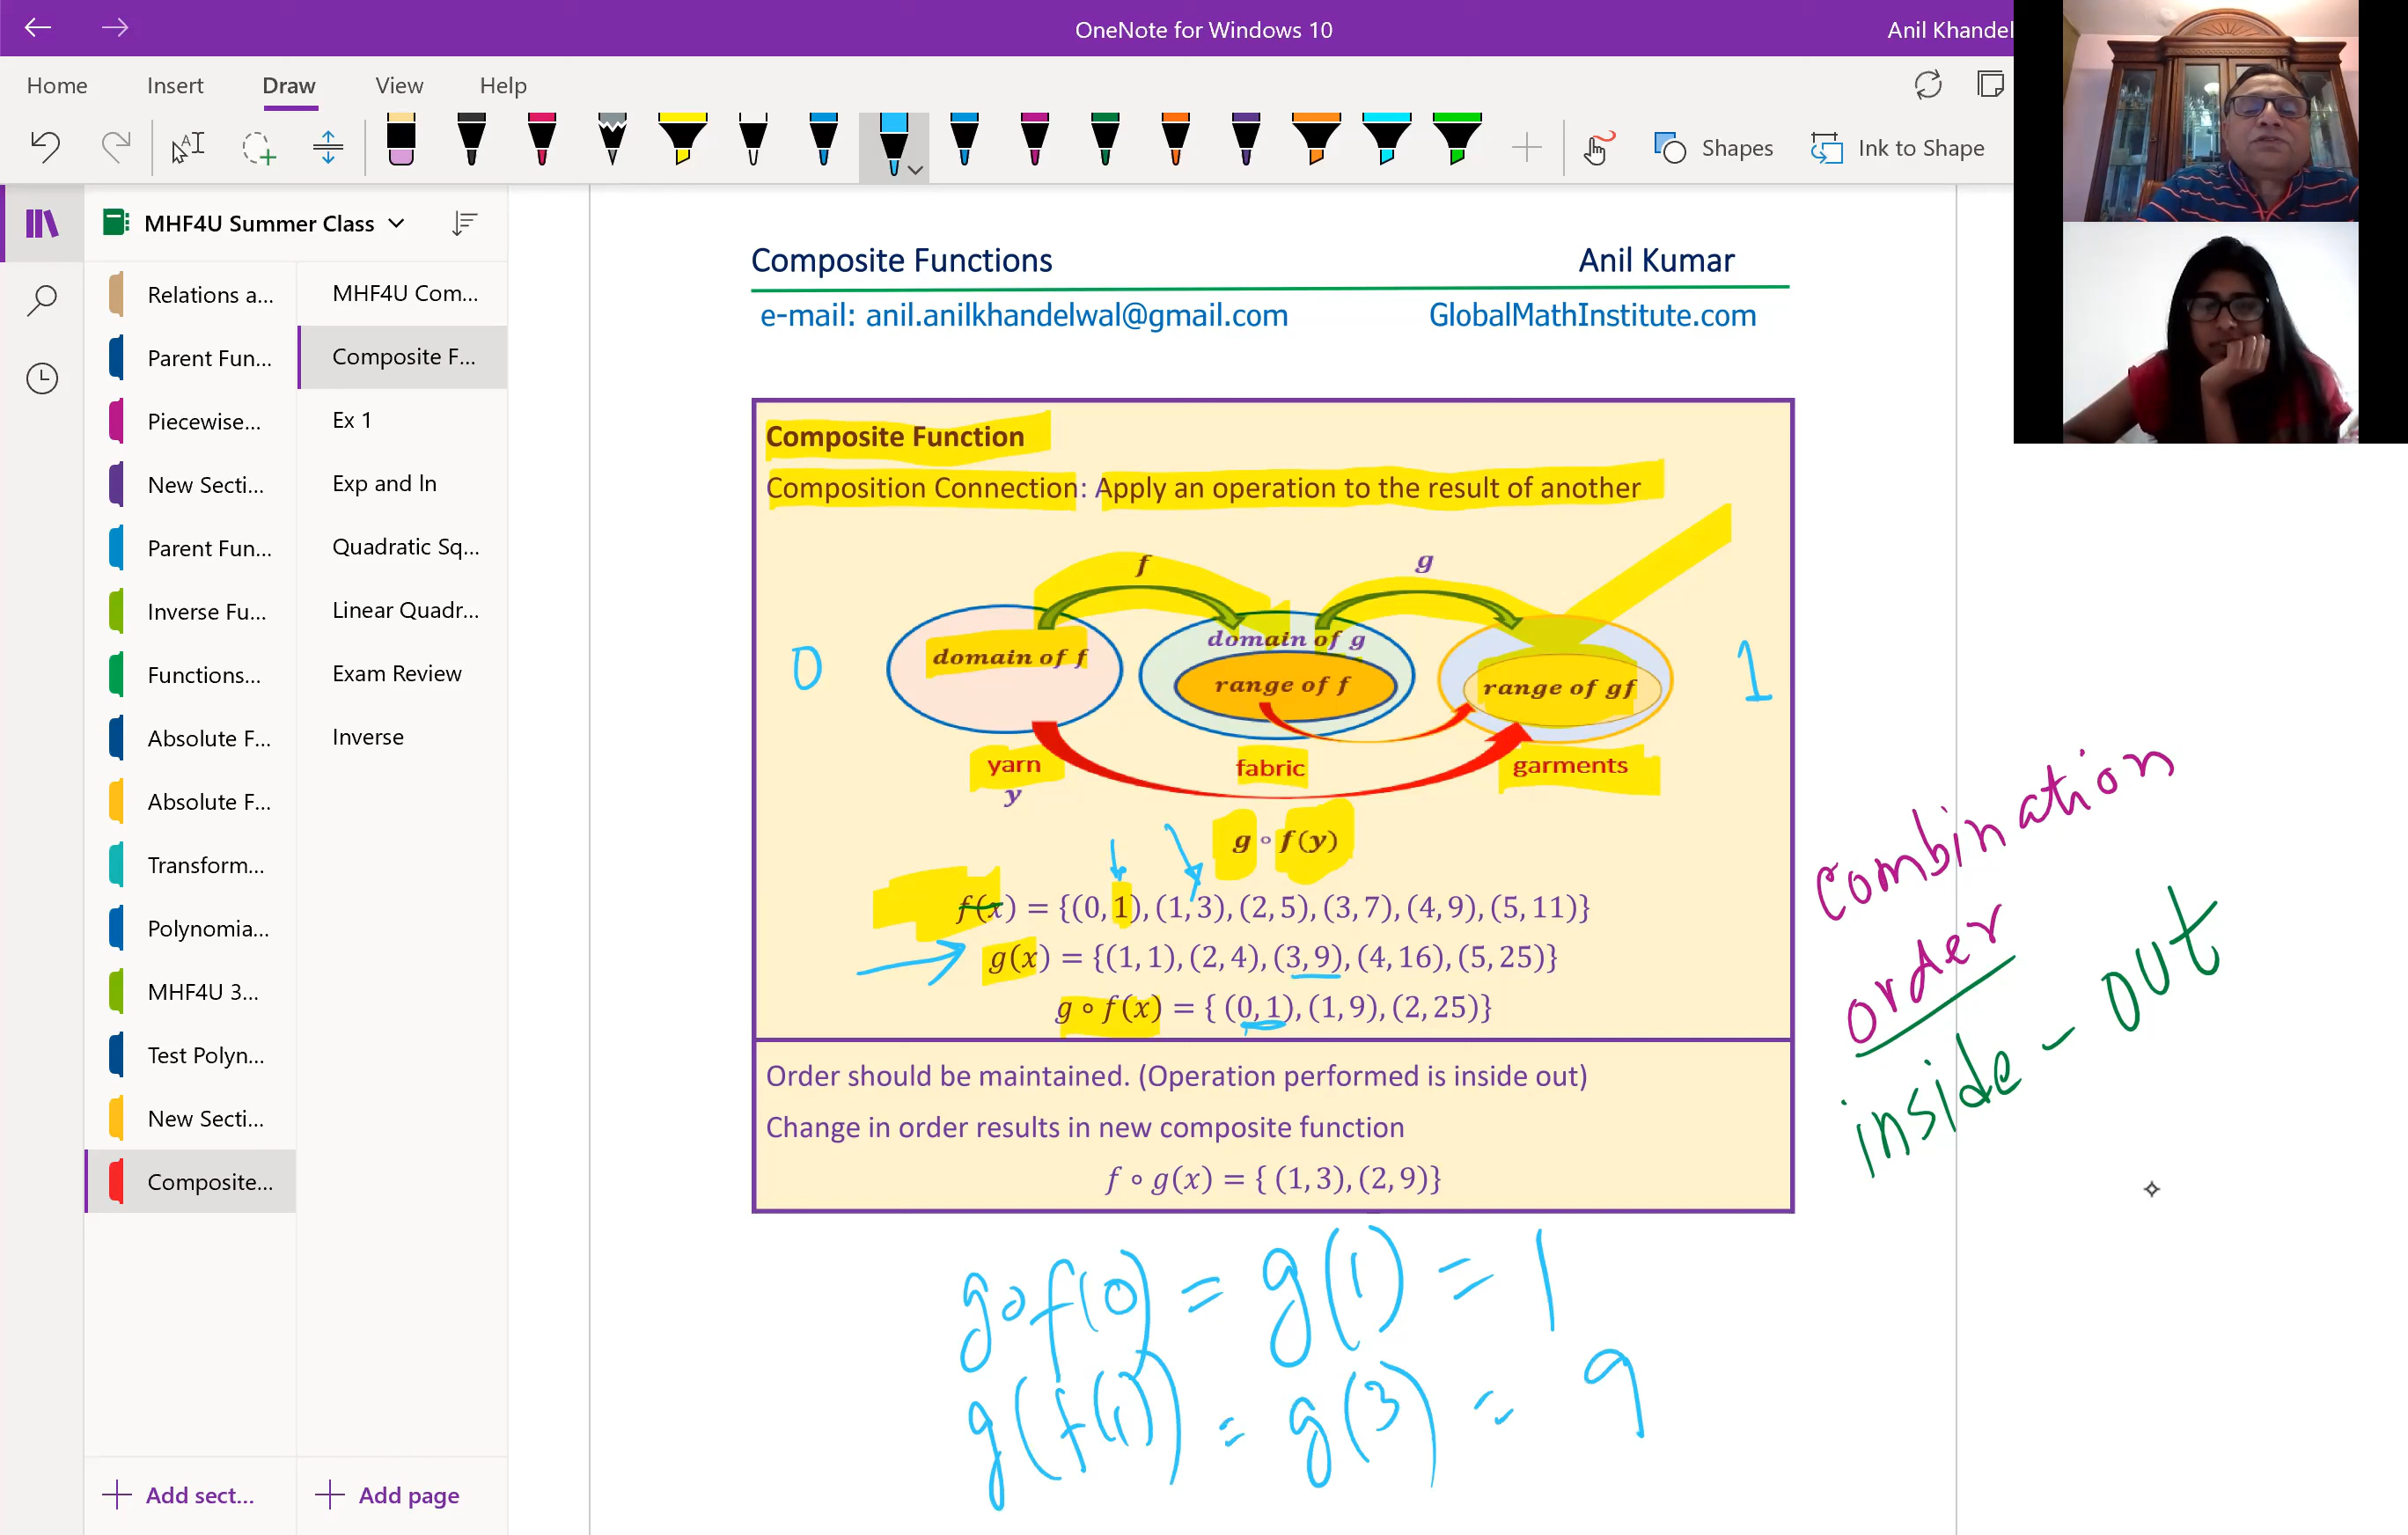 OneNote for Windows 10
Anil Khandel
Home Insert Draw View Help
Shapes Ink to Shape
MHF4U Summer Class
Relations a...
Parent Fun...
Piecewise...
New Secti...
Parent Fun...
Inverse Fu...
Functions...
Absolute F...
Absolute F...
Transform...
Polynomia...
MHF4U 3...
Test Polyn...
New Secti...
Composite...
Add sect...
MHF4U Com...
Composite F...
Ex 1
Exp and ln
Quadratic Sq...
Linear Quadr...
Exam Review
Inverse
Add page
Composite Functions Anil Kumar
e-mail: anil.anilkhandelwal@gmail.com GlobalMathInstitute.com
Composite Function
Composition Connection: Apply an operation to the result of another
f g
domain of f domain of g
range of f range of gf
0 1
yarn fabric garments
y
g ∘ f(y)
f(x) = {(0, 1), (1, 3), (2, 5), (3, 7), (4, 9), (5, 11)}
g(x) = {(1, 1), (2, 4), (3, 9), (4, 16), (5, 25)}
g ∘ f(x) = { (0, 1), (1, 9), (2, 25)}
Order should be maintained. (Operation performed is inside out)
Change in order results in new composite function
f ∘ g(x) = { (1, 3), (2, 9)}
g∘f(0) = g(1) = 1
g(f(1)) = g(3) = 9
Combination
order
inside - out